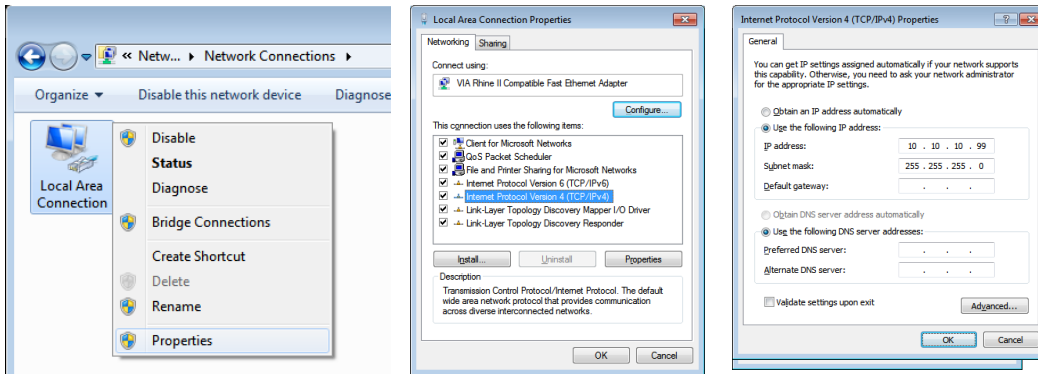 « Netw... ▸ Network Connections ▸
Organize ▾ Disable this network device Diagnose
Local Area
Connection
Disable
Status
Diagnose
Bridge Connections
Create Shortcut
Delete
Rename
Properties
Local Area Connection Properties
Networking Sharing
Connect using:
VIA Rhine II Compatible Fast Ethernet Adapter
Configure...
This connection uses the following items:
Client for Microsoft Networks
QoS Packet Scheduler
File and Printer Sharing for Microsoft Networks
Internet Protocol Version 6 (TCP/IPv6)
Internet Protocol Version 4 (TCP/IPv4)
Link-Layer Topology Discovery Mapper I/O Driver
Link-Layer Topology Discovery Responder
Install... Uninstall Properties
Description
Transmission Control Protocol/Internet Protocol. The default
wide area network protocol that provides communication
across diverse interconnected networks.
OK Cancel
Internet Protocol Version 4 (TCP/IPv4) Properties
General
You can get IP settings assigned automatically if your network supports
this capability. Otherwise, you need to ask your network administrator
for the appropriate IP settings.
Obtain an IP address automatically
Use the following IP address:
IP address: 10 . 10 . 10 . 99
Subnet mask: 255 . 255 . 255 . 0
Default gateway: . . .
Obtain DNS server address automatically
Use the following DNS server addresses:
Preferred DNS server: . . .
Alternate DNS server: . . .
Validate settings upon exit Advanced...
OK Cancel